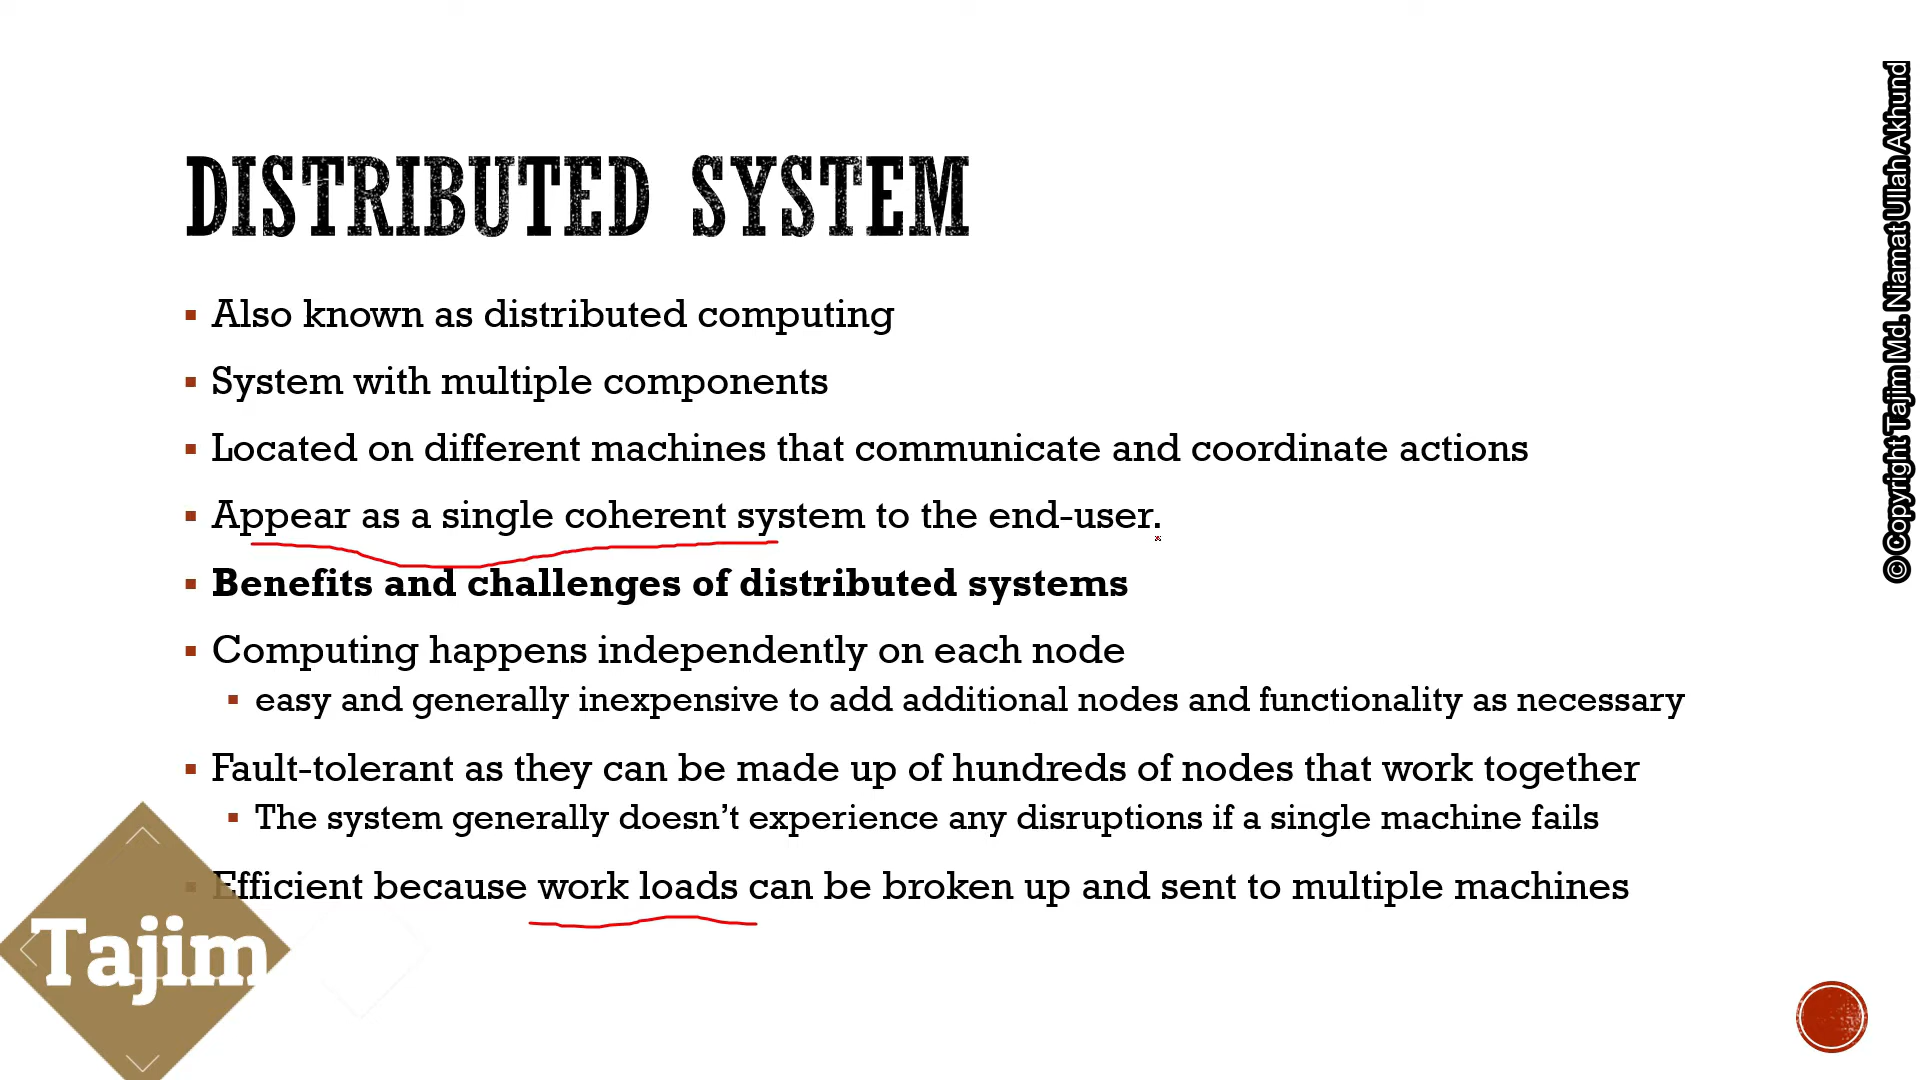 DISTRIBUTED SYSTEM
▪ Also known as distributed computing
▪ System with multiple components
▪ Located on different machines that communicate and coordinate actions
▪ Appear as a single coherent system to the end-user.
▪ Benefits and challenges of distributed systems
▪ Computing happens independently on each node
▪ easy and generally inexpensive to add additional nodes and functionality as necessary
▪ Fault-tolerant as they can be made up of hundreds of nodes that work together
▪ The system generally doesn’t experience any disruptions if a single machine fails
▪ Efficient because work loads can be broken up and sent to multiple machines
Tajim
©Copyright Tajim Md. Niamat Ullah Akhund